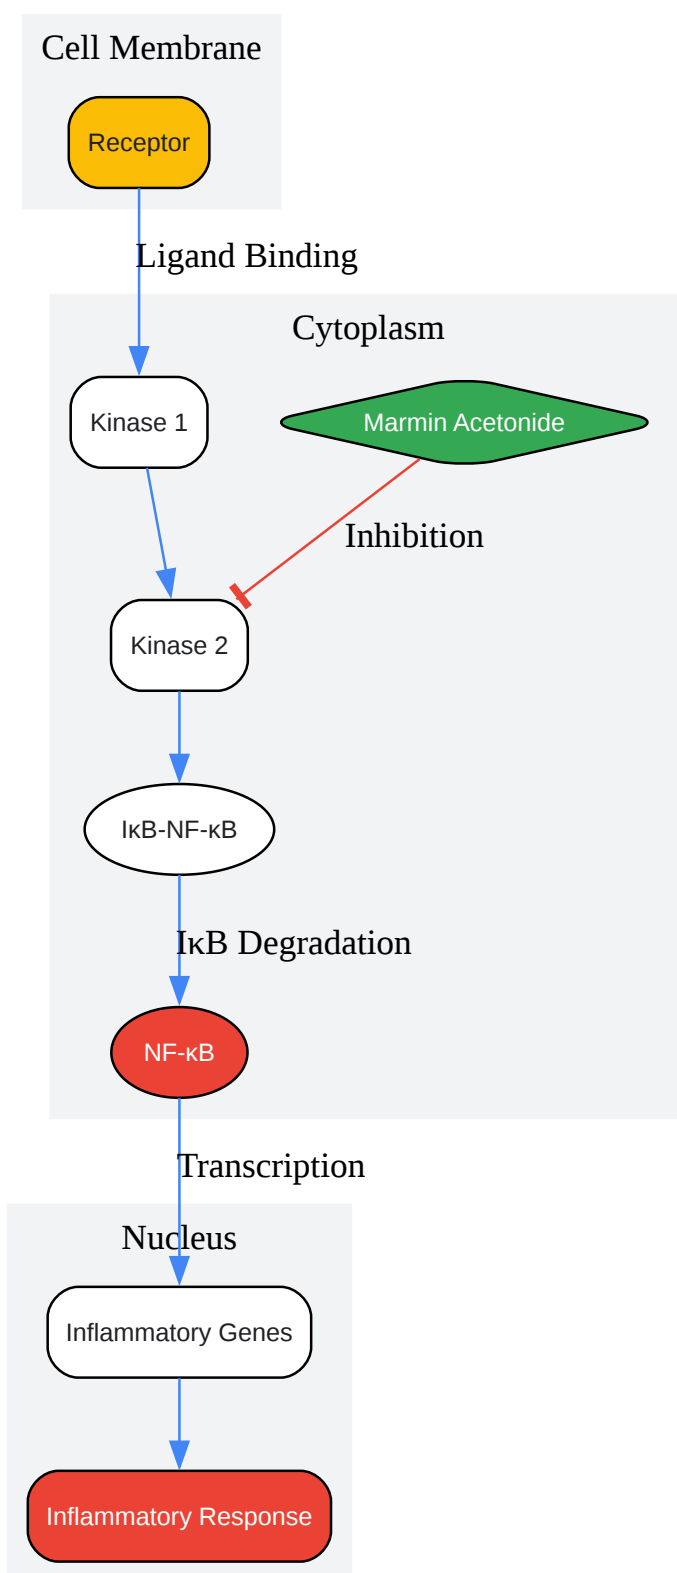 Cell Membrane
Receptor
Ligand Binding
Cytoplasm
Kinase 1
Marmin Acetonide
Inhibition
Kinase 2
IκB-NF-κB
IκB Degradation
NF-κB
Transcription
Nucleus
Inflammatory Genes
Inflammatory Response